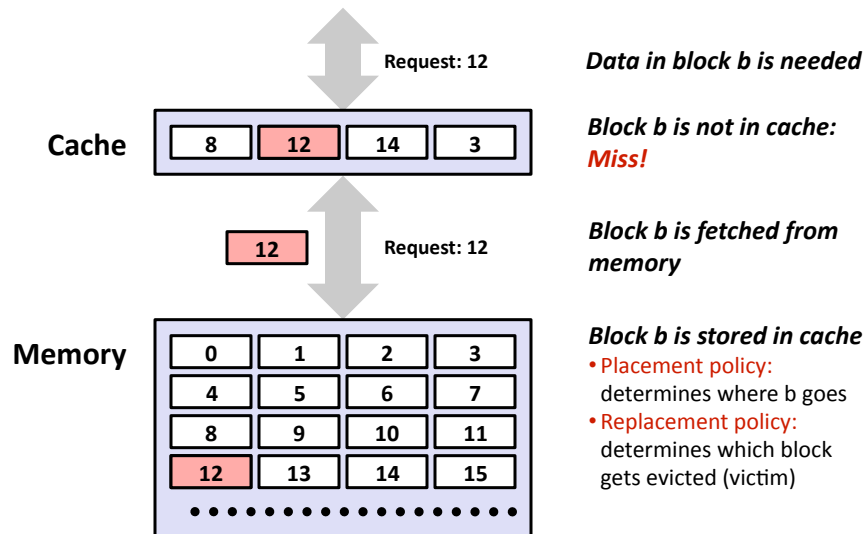 Request: 12
Data in block b is needed
Cache
8 12 14 3
Block b is not in cache:
Miss!
12
Request: 12
Block b is fetched from
memory
Memory
0 1 2 3
4 5 6 7
8 9 10 11
12 13 14 15
Block b is stored in cache
• Placement policy:
determines where b goes
• Replacement policy:
determines which block
gets evicted (victim)